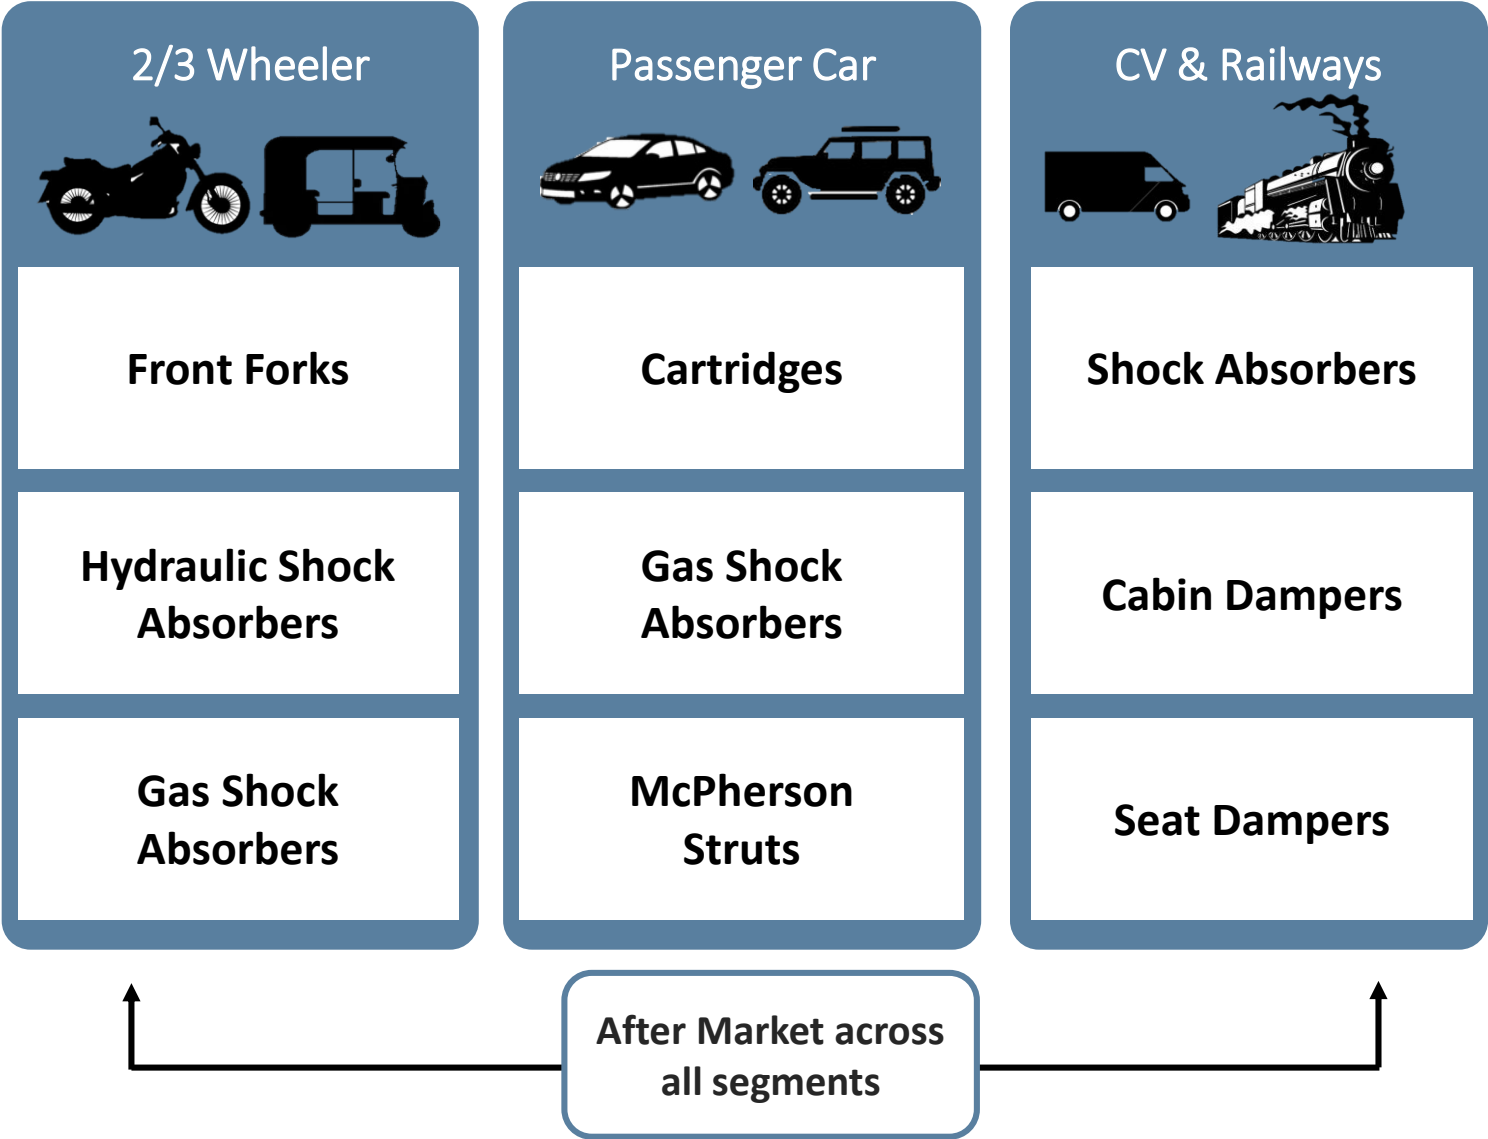 2/3 Wheeler
Front Forks
Hydraulic Shock
Absorbers
Gas Shock
Absorbers
Passenger Car
Cartridges
Gas Shock
Absorbers
McPherson
Struts
CV & Railways
Shock Absorbers
Cabin Dampers
Seat Dampers
After Market across
all segments